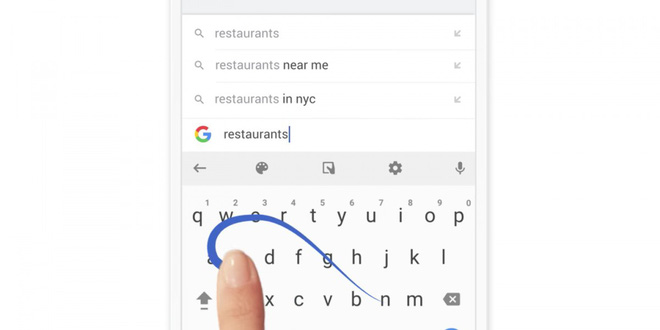 restaurants
restaurants near me
restaurants in nyc
restaurants
1 2 3 4 5 6 7 8 9 0
q w e r t y u i o p
a d f g h j k l
x c v b n m